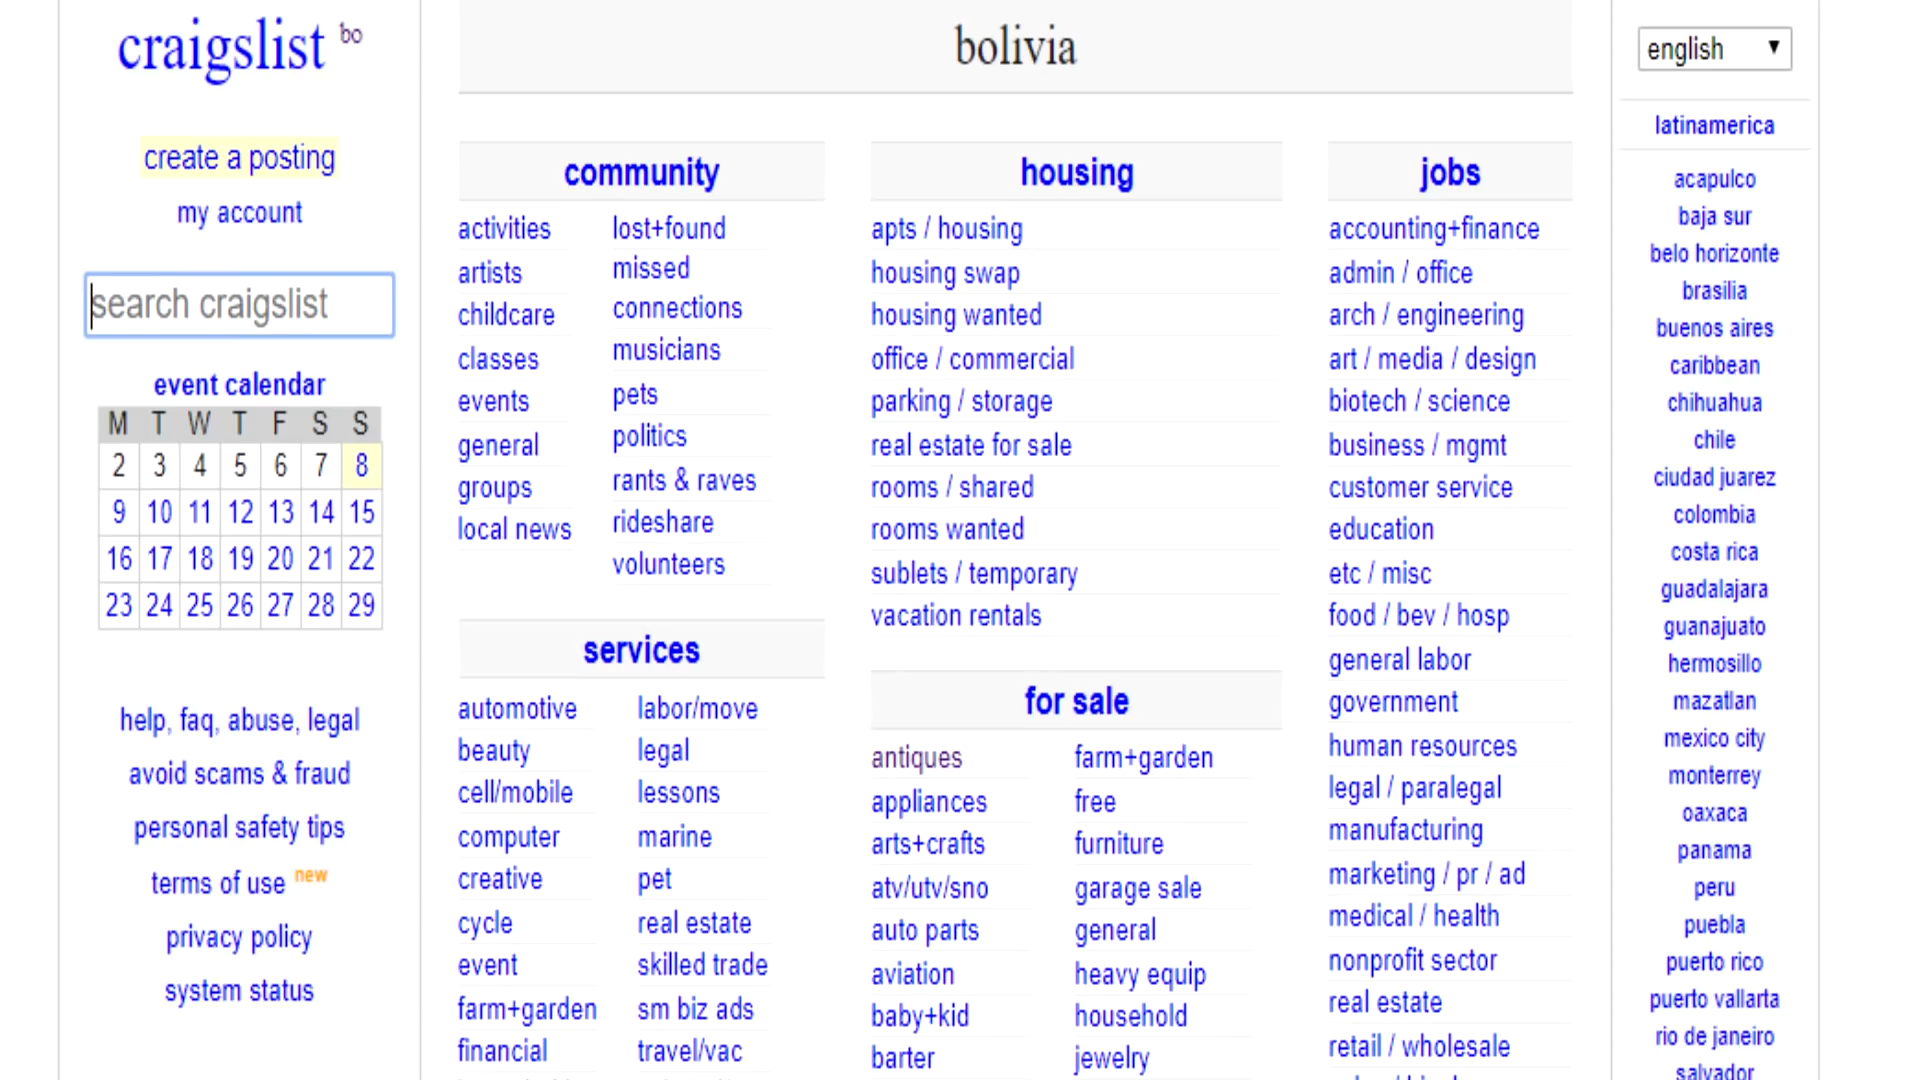 craigslist bo
create a posting
my account
search craigslist
event calendar
M T W T F S S
2 3 4 5 6 7 8
9 10 11 12 13 14 15
16 17 18 19 20 21 22
23 24 25 26 27 28 29
help, faq, abuse, legal
avoid scams & fraud
personal safety tips
terms of use new
privacy policy
system status
bolivia
community
activities
artists
childcare
classes
events
general
groups
local news
lost+found
missed
connections
musicians
pets
politics
rants & raves
rideshare
volunteers
services
automotive
beauty
cell/mobile
computer
creative
cycle
event
farm+garden
financial
labor/move
legal
lessons
marine
pet
real estate
skilled trade
sm biz ads
travel/vac
housing
apts / housing
housing swap
housing wanted
office / commercial
parking / storage
real estate for sale
rooms / shared
rooms wanted
sublets / temporary
vacation rentals
for sale
antiques
appliances
arts+crafts
atv/utv/sno
auto parts
aviation
baby+kid
barter
farm+garden
free
furniture
garage sale
general
heavy equip
household
jewelry
jobs
accounting+finance
admin / office
arch / engineering
art / media / design
biotech / science
business / mgmt
customer service
education
etc / misc
food / bev / hosp
general labor
government
human resources
legal / paralegal
manufacturing
marketing / pr / ad
medical / health
nonprofit sector
real estate
retail / wholesale
english
latinamerica
acapulco
baja sur
belo horizonte
brasilia
buenos aires
caribbean
chihuahua
chile
ciudad juarez
colombia
costa rica
guadalajara
guanajuato
hermosillo
mazatlan
mexico city
monterrey
oaxaca
panama
peru
puebla
puerto rico
puerto vallarta
rio de janeiro
salvador